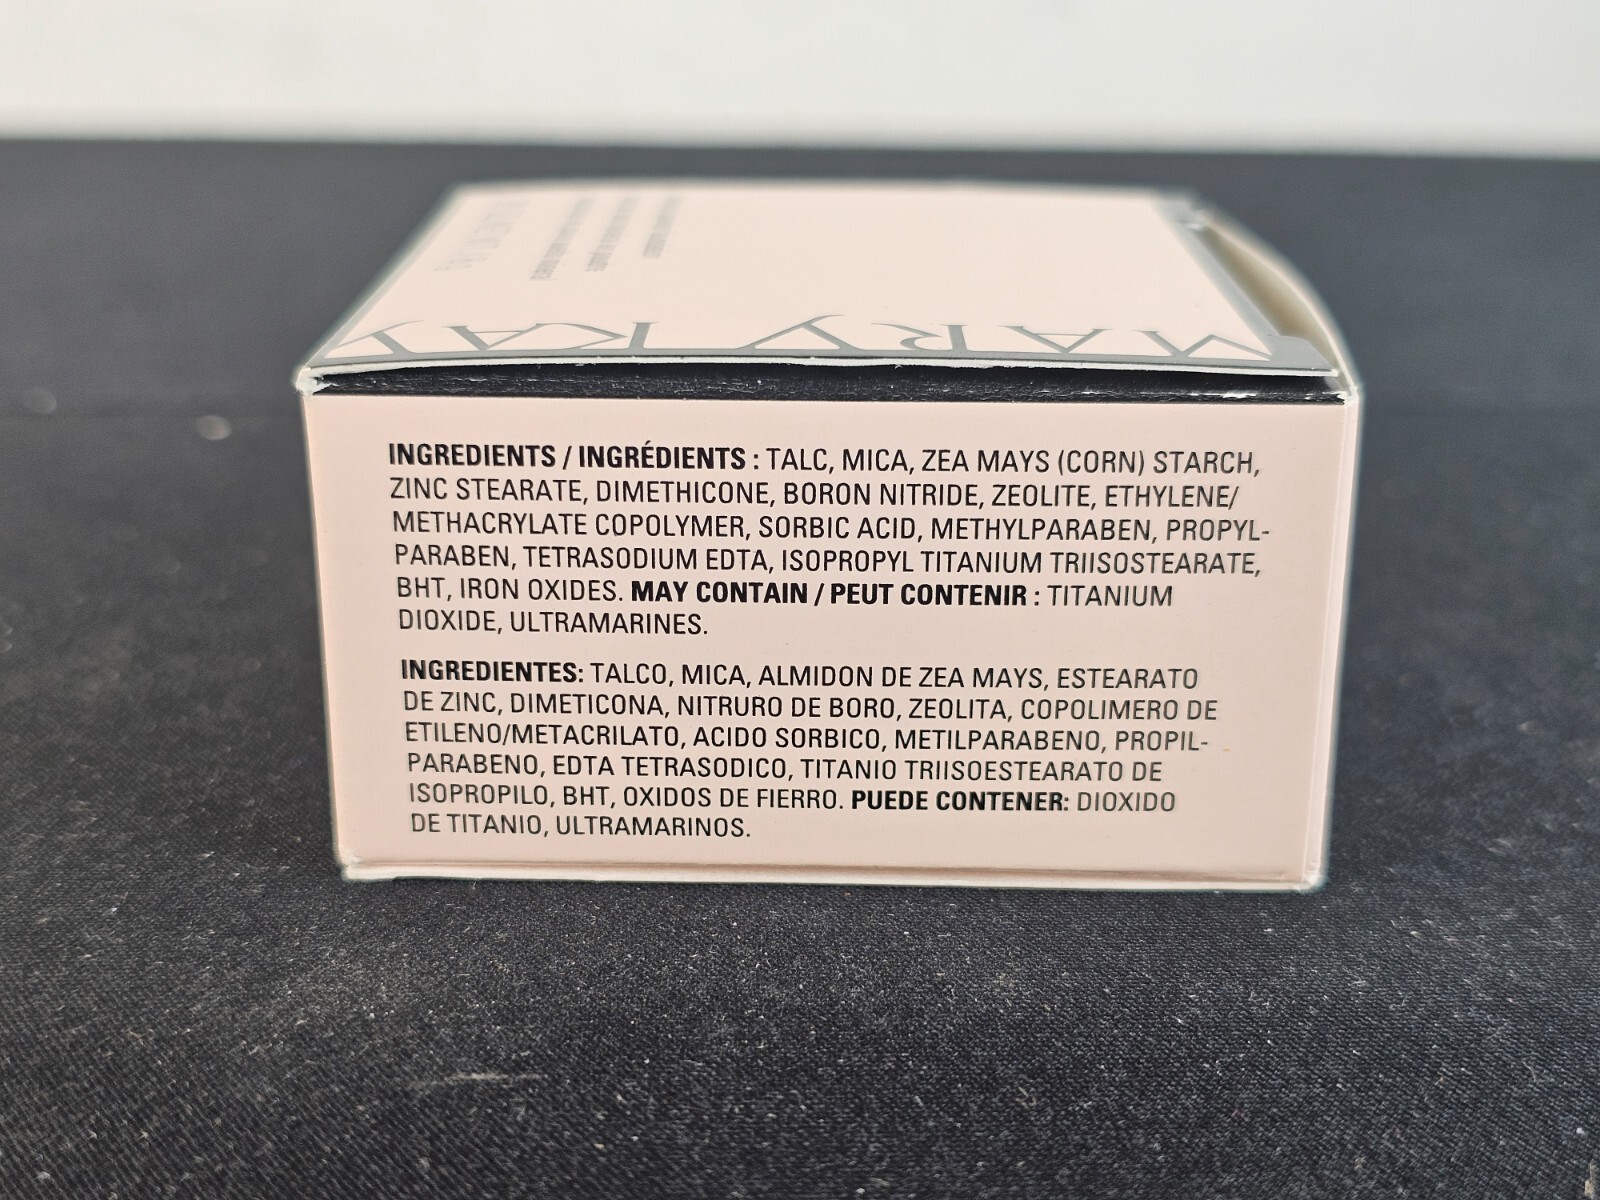 MARY KAY
INGREDIENTS / INGRÉDIENTS : TALC, MICA, ZEA MAYS (CORN) STARCH,
ZINC STEARATE, DIMETHICONE, BORON NITRIDE, ZEOLITE, ETHYLENE/
METHACRYLATE COPOLYMER, SORBIC ACID, METHYLPARABEN, PROPYL-
PARABEN, TETRASODIUM EDTA, ISOPROPYL TITANIUM TRIISOSTEARATE,
BHT, IRON OXIDES. MAY CONTAIN / PEUT CONTENIR : TITANIUM
DIOXIDE, ULTRAMARINES.
INGREDIENTES: TALCO, MICA, ALMIDON DE ZEA MAYS, ESTEARATO
DE ZINC, DIMETICONA, NITRURO DE BORO, ZEOLITA, COPOLIMERO DE
ETILENO/METACRILATO, ACIDO SORBICO, METILPARABENO, PROPIL-
PARABENO, EDTA TETRASODICO, TITANIO TRIISOESTEARATO DE
ISOPROPILO, BHT, OXIDOS DE FIERRO. PUEDE CONTENER: DIOXIDO
DE TITANIO, ULTRAMARINOS.